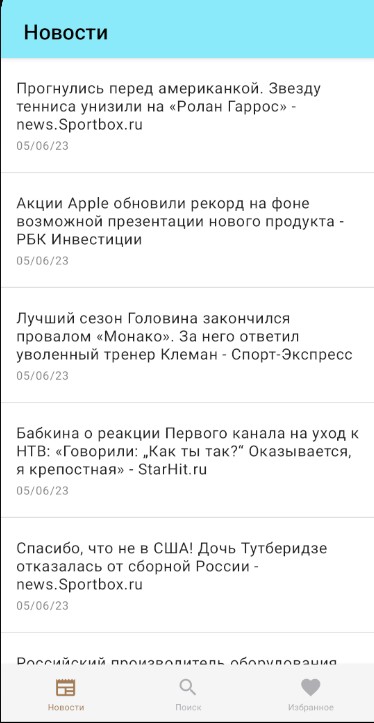 Новости
Прогнулись перед американкой. Звезду
тенниса унизили на «Ролан Гаррос» -
news.Sportbox.ru
05/06/23
Акции Apple обновили рекорд на фоне
возможной презентации нового продукта -
РБК Инвестиции
05/06/23
Лучший сезон Головина закончился
провалом «Монако». За него ответил
уволенный тренер Клеман - Спорт-Экспресс
05/06/23
Бабкина о реакции Первого канала на уход к
НТВ: «Говорили: „Как ты так?“ Оказывается,
я крепостная» - StarHit.ru
05/06/23
Спасибо, что не в США! Дочь Тутберидзе
отказалась от сборной России -
news.Sportbox.ru
05/06/23
Российский производитель оборудования
Новости
Поиск
Избранное